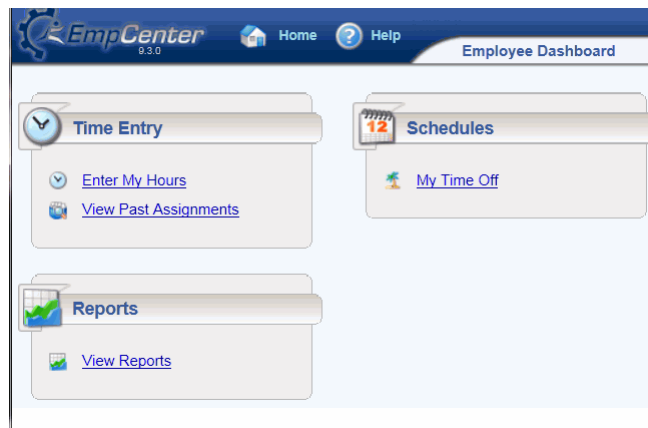 EmpCenter
9.3.0
Home
Help
Employee Dashboard
Time Entry
Enter My Hours
View Past Assignments
12
Schedules
My Time Off
Reports
View Reports